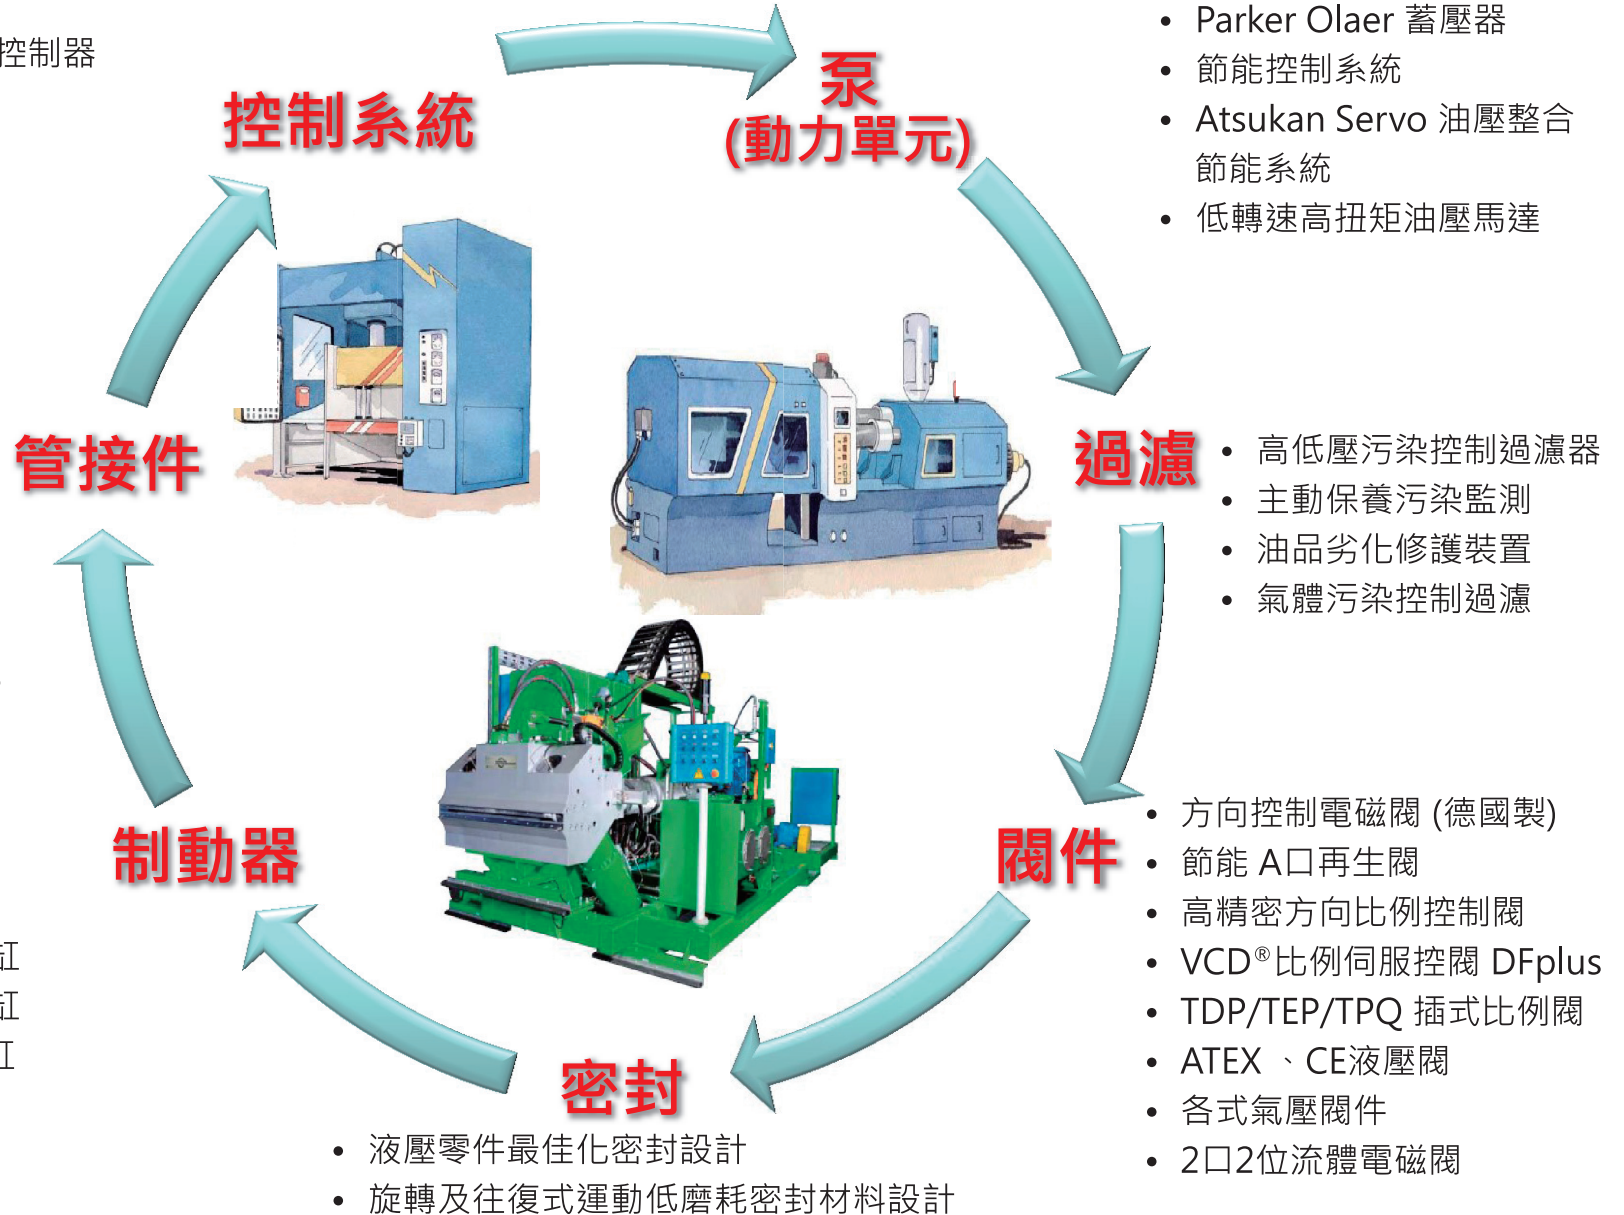 控制器
控制系統
泵
(動力單元)
• Parker Olaer 蓄壓器
• 節能控制系統
• Atsukan Servo 油壓整合
節能系統
• 低轉速高扭矩油壓馬達
管接件
過濾
• 高低壓污染控制過濾器
• 主動保養污染監測
• 油品劣化修護裝置
• 氣體污染控制過濾
制動器
閥件
• 方向控制電磁閥 (德國製)
• 節能 A口再生閥
• 高精密方向比例控制閥
• VCD®比例伺服控閥 DFplus
• TDP/TEP/TPQ 插式比例閥
• ATEX 、CE液壓閥
• 各式氣壓閥件
• 2口2位流體電磁閥
缸
缸
缸
密封
• 液壓零件最佳化密封設計
• 旋轉及往復式運動低磨耗密封材料設計